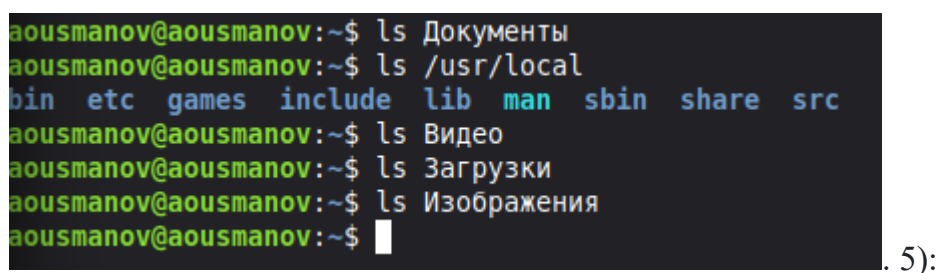 aousmanov@aousmanov:~$ ls Документы
aousmanov@aousmanov:~$ ls /usr/local
bin  etc  games  include  lib  man  sbin  share  src
aousmanov@aousmanov:~$ ls Видео
aousmanov@aousmanov:~$ ls Загрузки
aousmanov@aousmanov:~$ ls Изображения
aousmanov@aousmanov:~$
. 5):